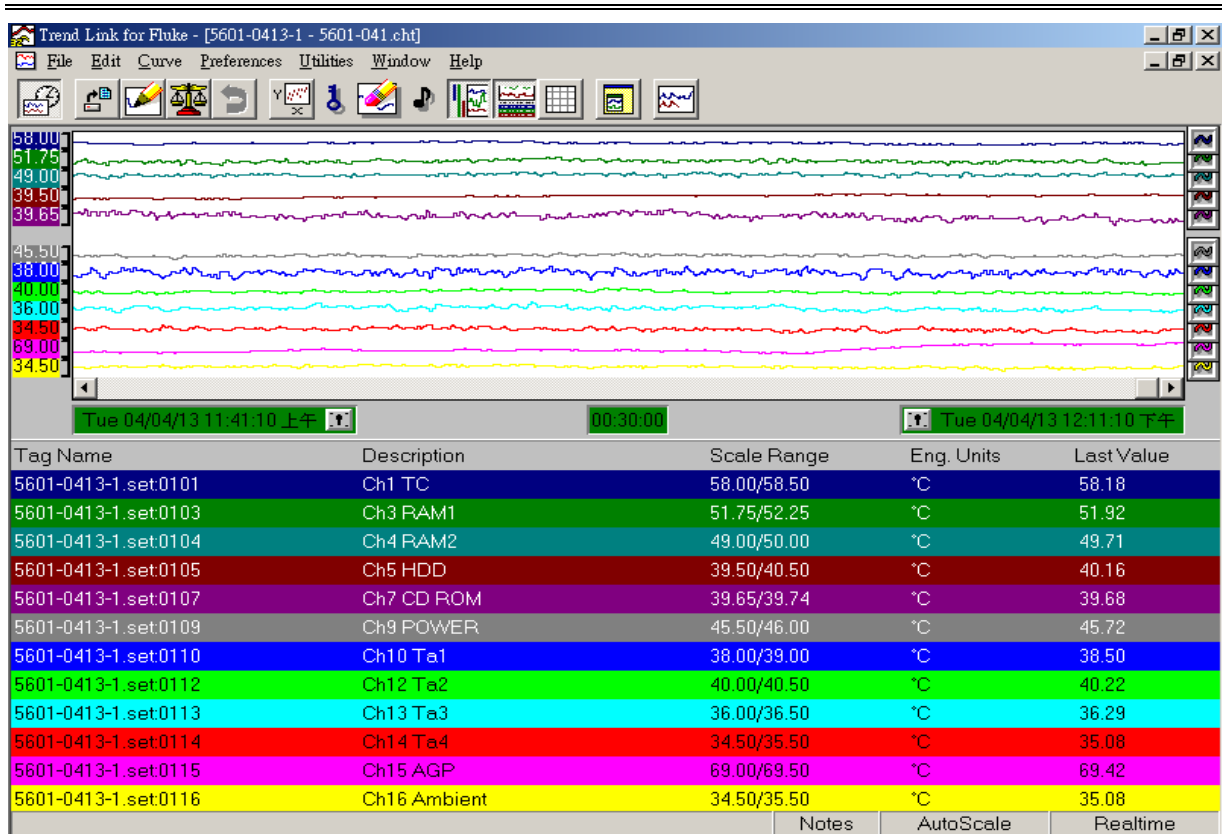 Trend Link for Fluke - [5601-0413-1 - 5601-041.cht]
File Edit Curve Preferences Utilities Window Help
58.00
51.75
49.00
39.50
39.65
45.50
38.00
40.00
36.00
34.50
69.00
34.50
Tue 04/04/13 11:41:10 上午 00:30:00 Tue 04/04/13 12:11:10 下午
Tag Name Description Scale Range Eng. Units Last Value
5601-0413-1.set:0101 Ch1 TC 58.00/58.50 °C 58.18
5601-0413-1.set:0103 Ch3 RAM1 51.75/52.25 °C 51.92
5601-0413-1.set:0104 Ch4 RAM2 49.00/50.00 °C 49.71
5601-0413-1.set:0105 Ch5 HDD 39.50/40.50 °C 40.16
5601-0413-1.set:0107 Ch7 CD ROM 39.65/39.74 °C 39.68
5601-0413-1.set:0109 Ch9 POWER 45.50/46.00 °C 45.72
5601-0413-1.set:0110 Ch10 Ta1 38.00/39.00 °C 38.50
5601-0413-1.set:0112 Ch12 Ta2 40.00/40.50 °C 40.22
5601-0413-1.set:0113 Ch13 Ta3 36.00/36.50 °C 36.29
5601-0413-1.set:0114 Ch14 Ta4 34.50/35.50 °C 35.08
5601-0413-1.set:0115 Ch15 AGP 69.00/69.50 °C 69.42
5601-0413-1.set:0116 Ch16 Ambient 34.50/35.50 °C 35.08
Notes AutoScale Realtime